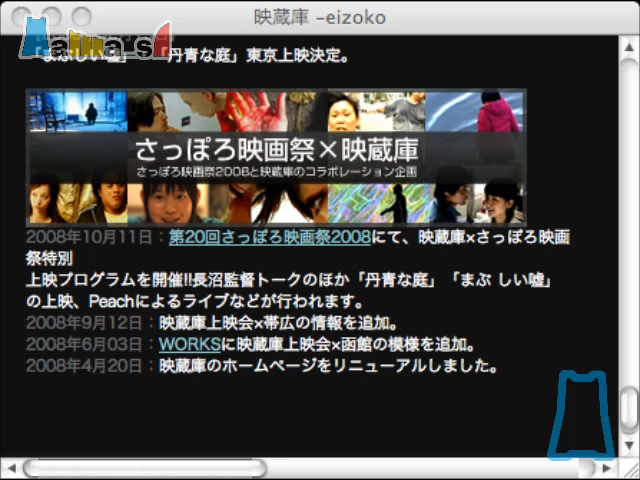 映蔵庫 –eizoko
aiwa_sl
「まぶしい嘘」「丹青な庭」東京上映決定。
さっぽろ映画祭×映蔵庫
さっぽろ映画祭2008と映蔵庫のコラボレーション企画
2008年10月11日：第20回さっぽろ映画祭2008にて、映蔵庫×さっぽろ映画
祭特別
上映プログラムを開催!!長沼監督トークのほか「丹青な庭」「まぶ しい嘘」
の上映、Peachによるライブなどが行われます。
2008年9月12日：映蔵庫上映会×帯広の情報を追加。
2008年6月03日：WORKSに映蔵庫上映会×函館の模様を追加。
2008年4月20日：映蔵庫のホームページをリニューアルしました。